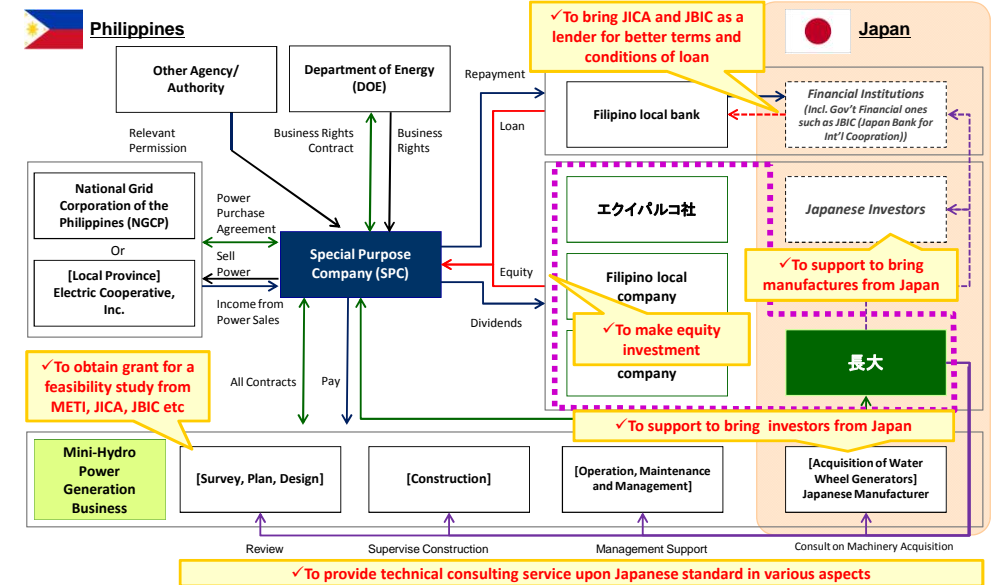 Philippines
✓To bring JICA and JBIC as a
lender for better terms and
conditions of loan
Japan
Other Agency/
Authority
Department of Energy
(DOE)
Repayment
Loan
Filipino local bank
Financial Institutions
(Incl. Gov't Financial ones
such as JBIC (Japan Bank for
Int'l Coopration))
Relevant
Permission
Business Rights
Contract
Business
Rights
National Grid
Corporation of the
Philippines (NGCP)
Or
[Local Province]
Electric Cooperative,
Inc.
Power
Purchase
Agreement
Sell
Power
Income from
Power Sales
Special Purpose
Company (SPC)
Equity
Dividends
エクイパルコ社
Japanese Investors
Filipino local
company
✓To support to bring
manufactures from Japan
✓To make equity
investment
company
長大
✓To obtain grant for a
feasibility study from
METI, JICA, JBIC etc
All Contracts
Pay
✓To support to bring investors from Japan
Mini-Hydro
Power
Generation
Business
[Survey, Plan, Design]
[Construction]
[Operation, Maintenance
and Management]
[Acquisition of Water
Wheel Generators]
Japanese Manufacturer
Review
Supervise Construction
Management Support
Consult on Machinery Acquisition
✓To provide technical consulting service upon Japanese standard in various aspects